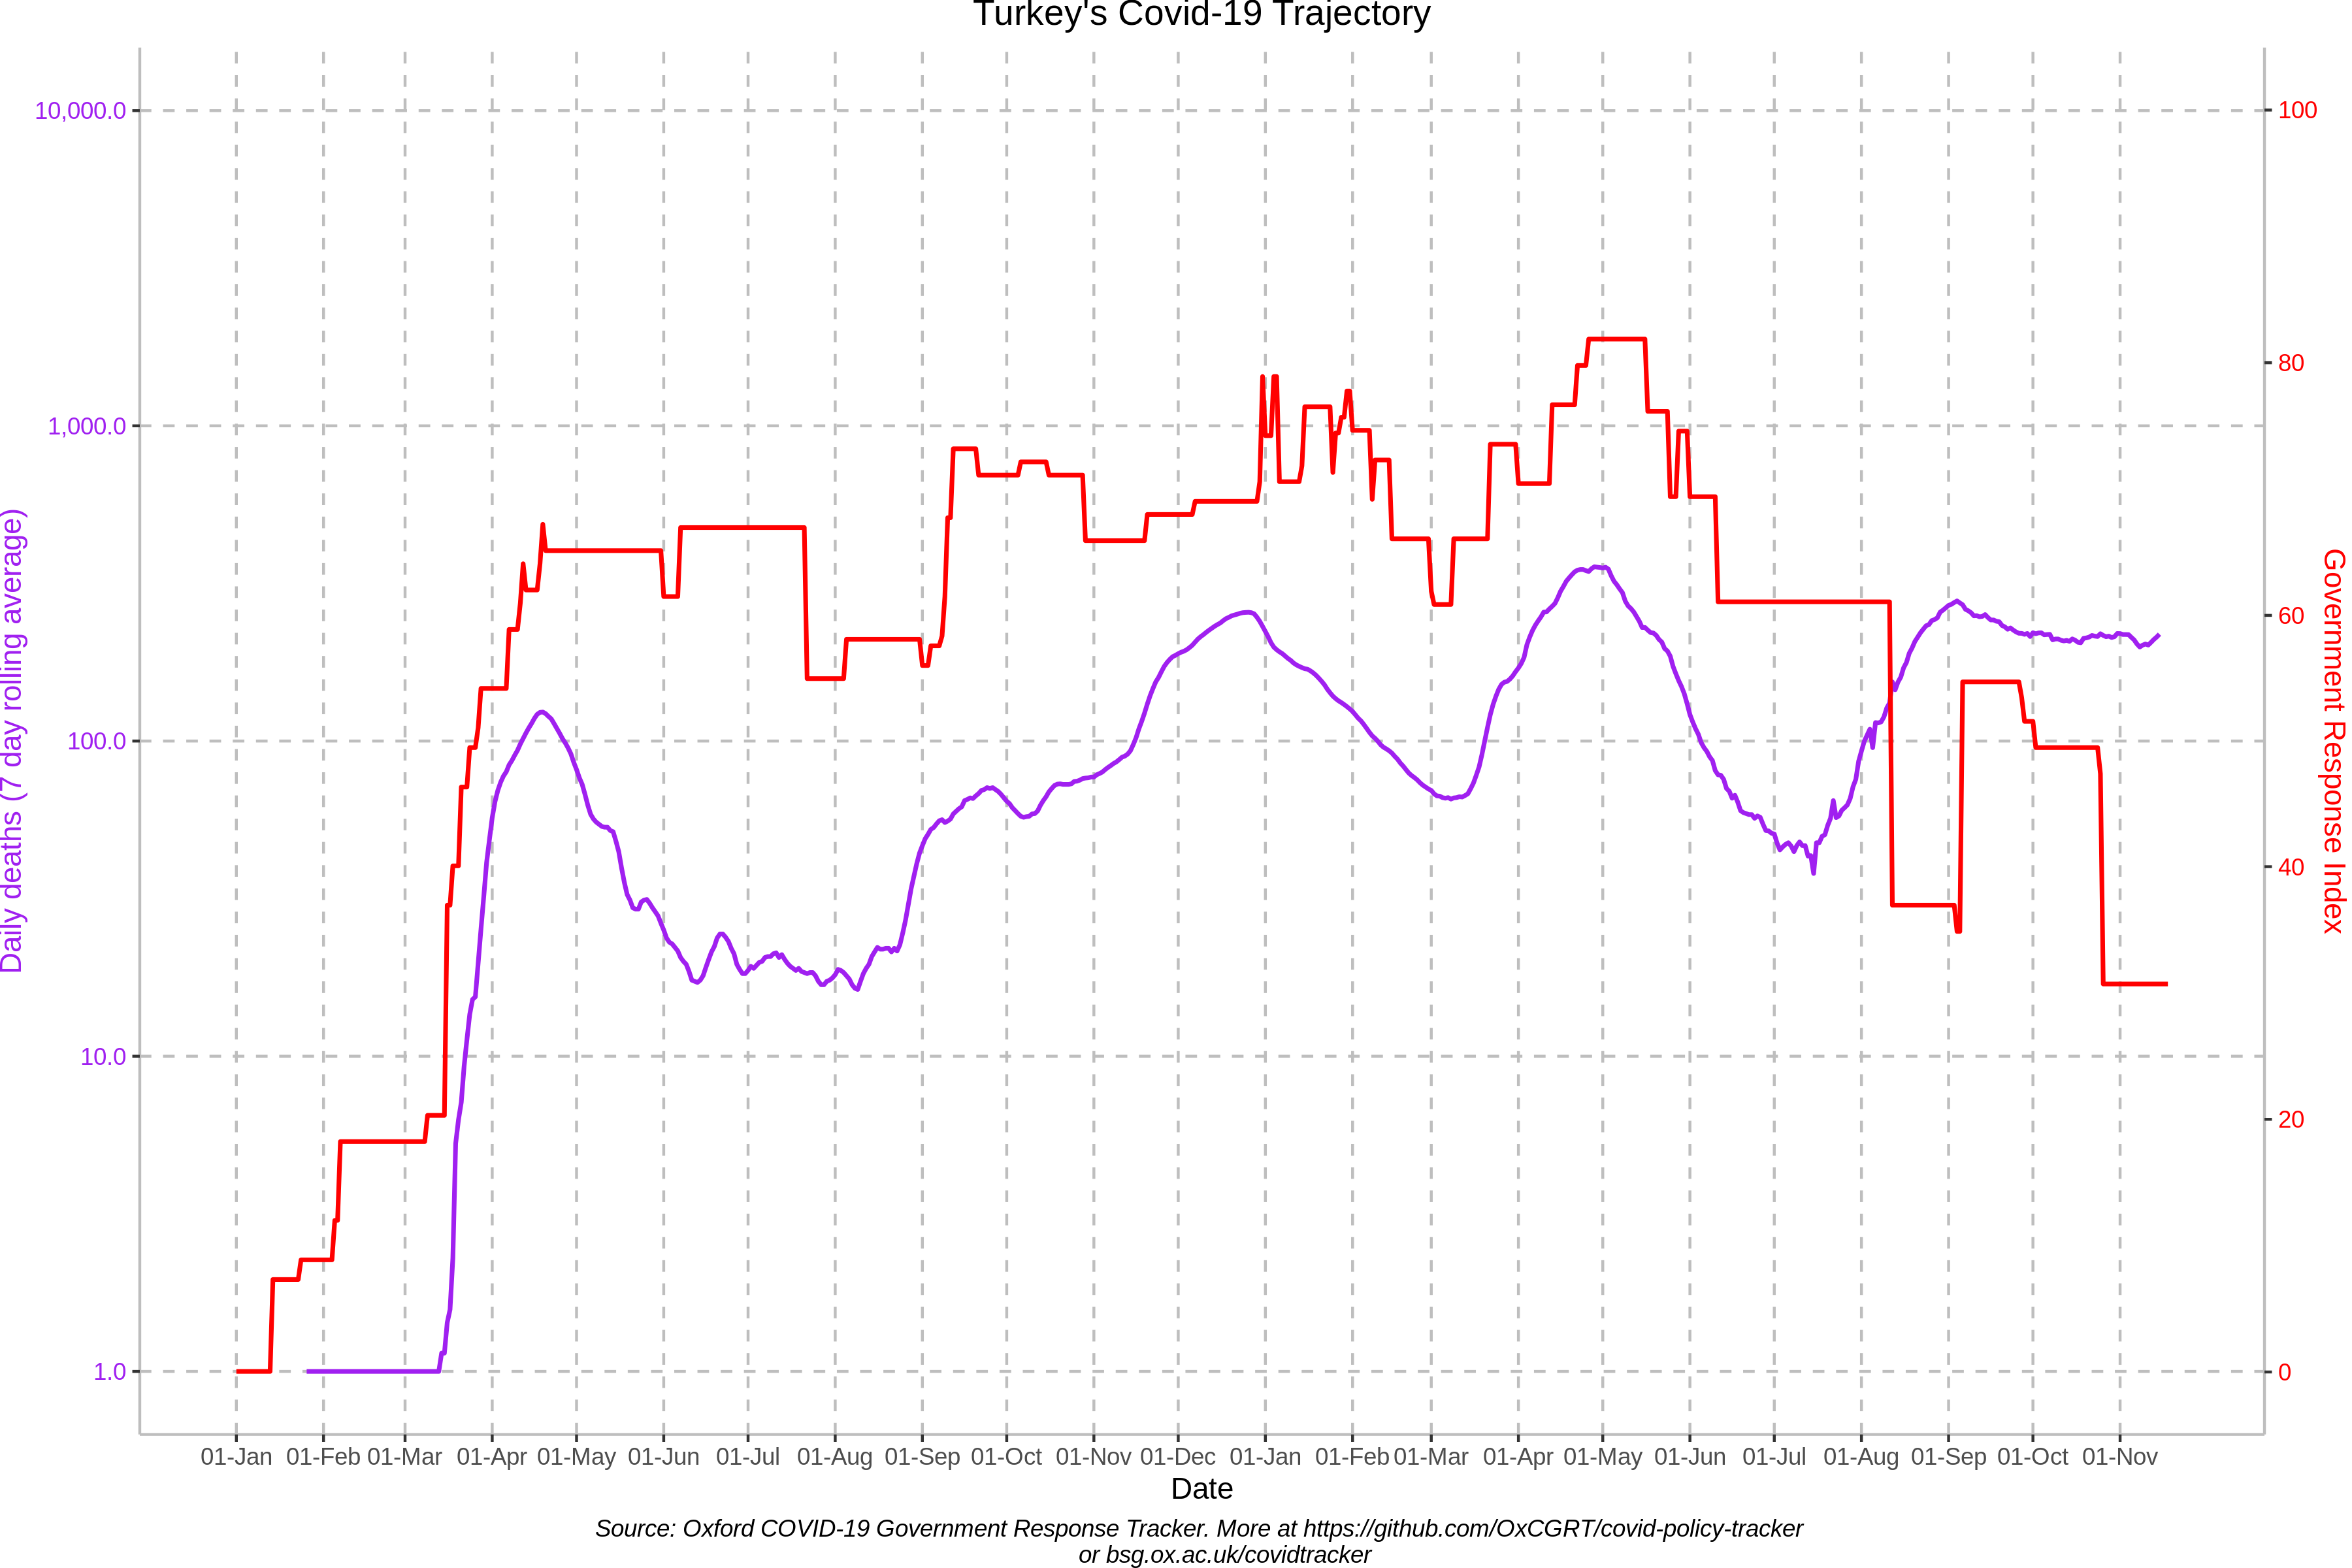 Turkey's Covid-19 Trajectory
10,000.0
1,000.0
100.0
10.0
1.0
Daily deaths (7 day rolling average)
100
80
60
40
20
0
Government Response Index
01-Jan 01-Feb 01-Mar 01-Apr 01-May 01-Jun 01-Jul 01-Aug 01-Sep 01-Oct 01-Nov 01-Dec 01-Jan 01-Feb 01-Mar 01-Apr 01-May 01-Jun 01-Jul 01-Aug 01-Sep 01-Oct 01-Nov
Date
Source: Oxford COVID-19 Government Response Tracker. More at https://github.com/OxCGRT/covid-policy-tracker
or bsg.ox.ac.uk/covidtracker